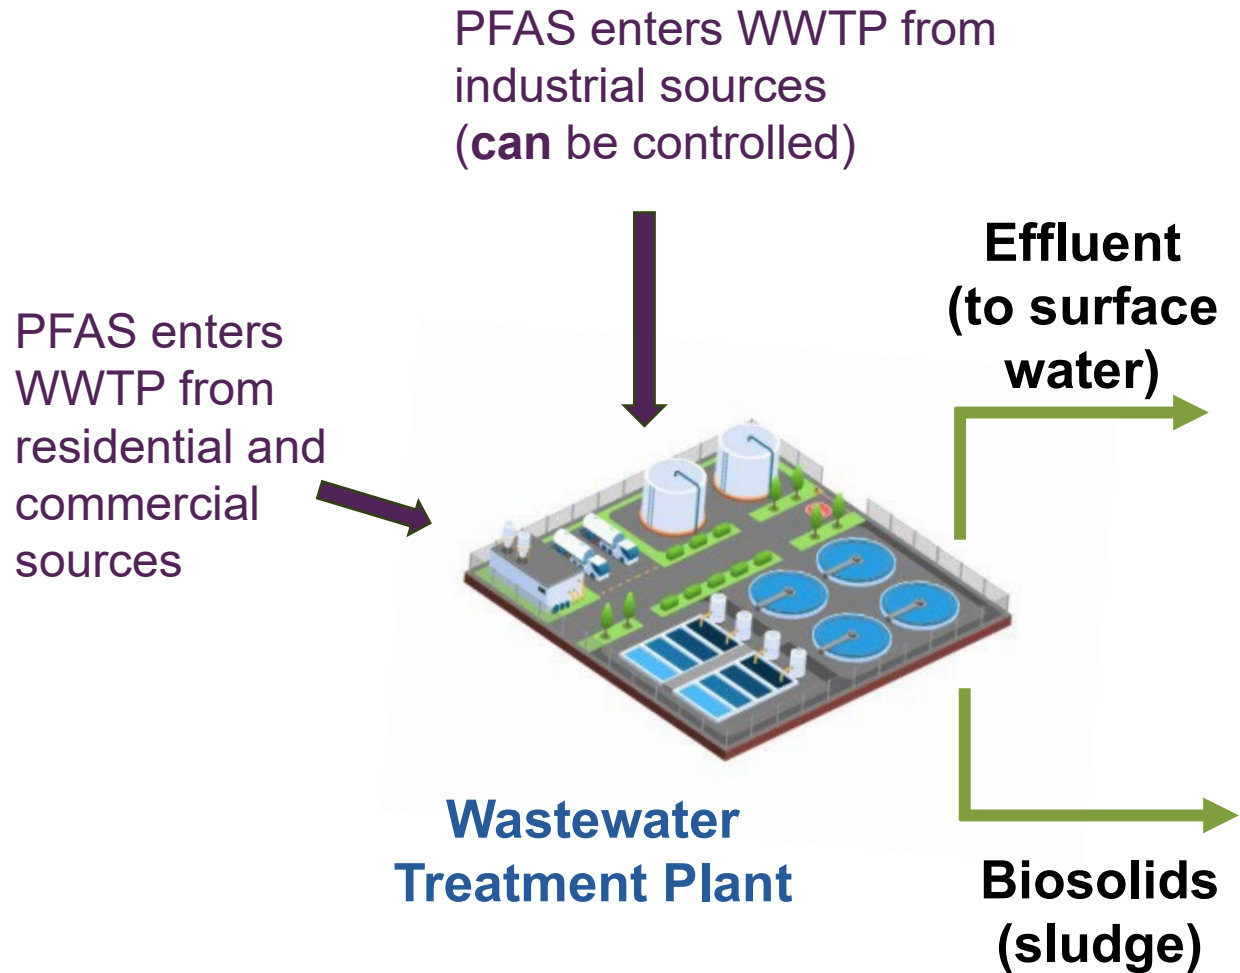 PFAS enters WWTP from
industrial sources
(can be controlled)
Effluent
(to surface
water)
PFAS enters
WWTP from
residential and
commercial
sources
Wastewater
Treatment Plant
Biosolids
(sludge)